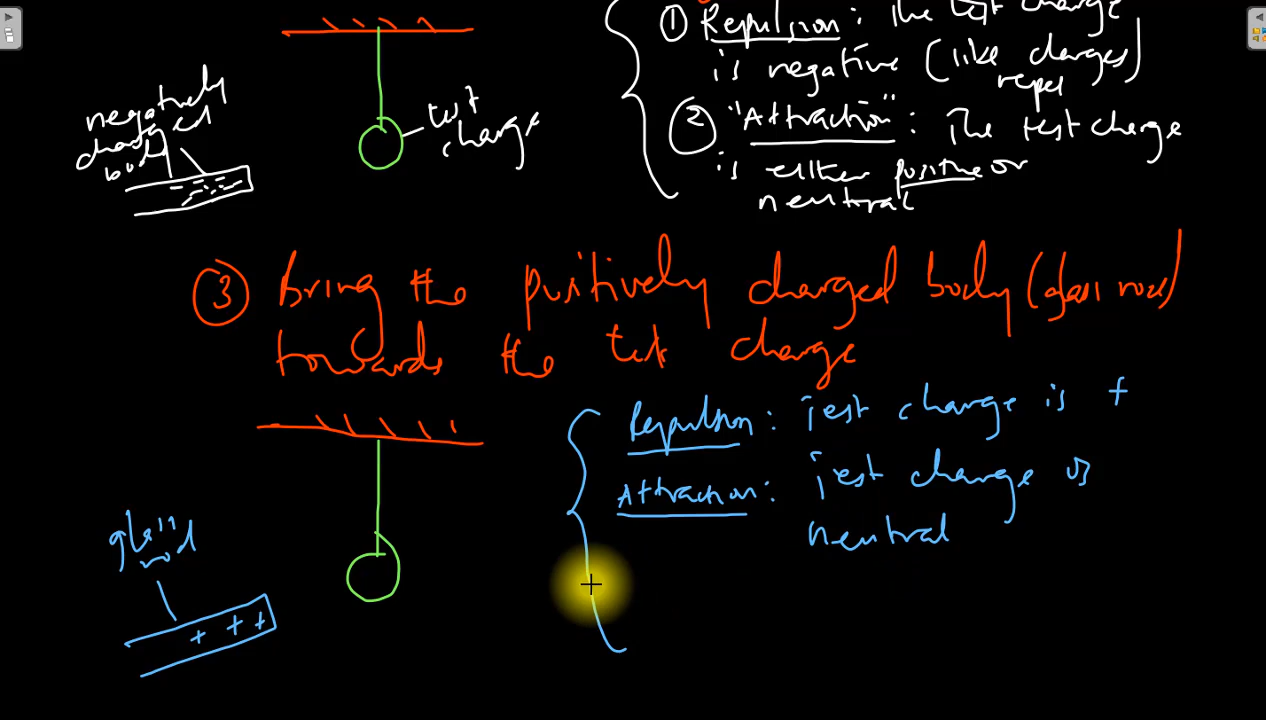 ① Repulsion: The test charge
is negative (like charges)
repel
② "Attraction": The test charge
is either positive or
neutral
negatively
charged
body
test
charge
③ Bring the positively charged body (glass rod)
towards the test charge
Repulsion: Test charge is +
Attraction: Test charge is
neutral
glass
rod
+ + +